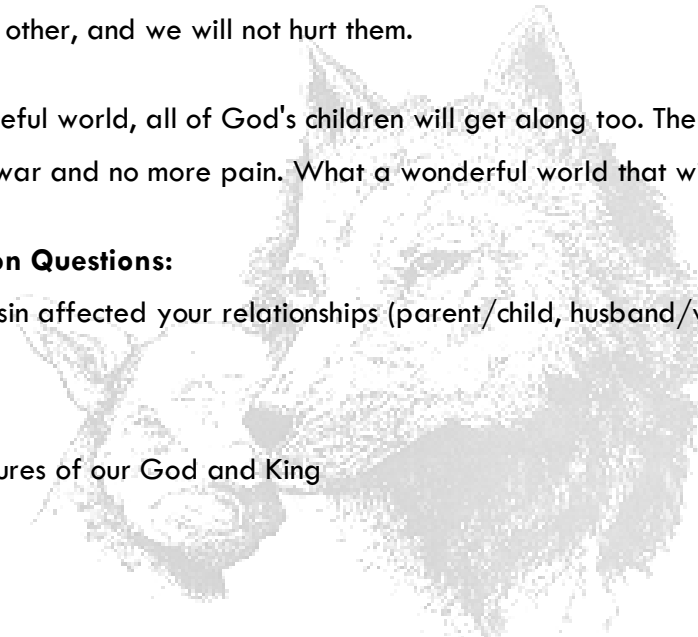 other, and we will not hurt them.
eful world, all of God's children will get along too. The
war and no more pain. What a wonderful world that w
on Questions:
sin affected your relationships (parent/child, husband/
ures of our God and King